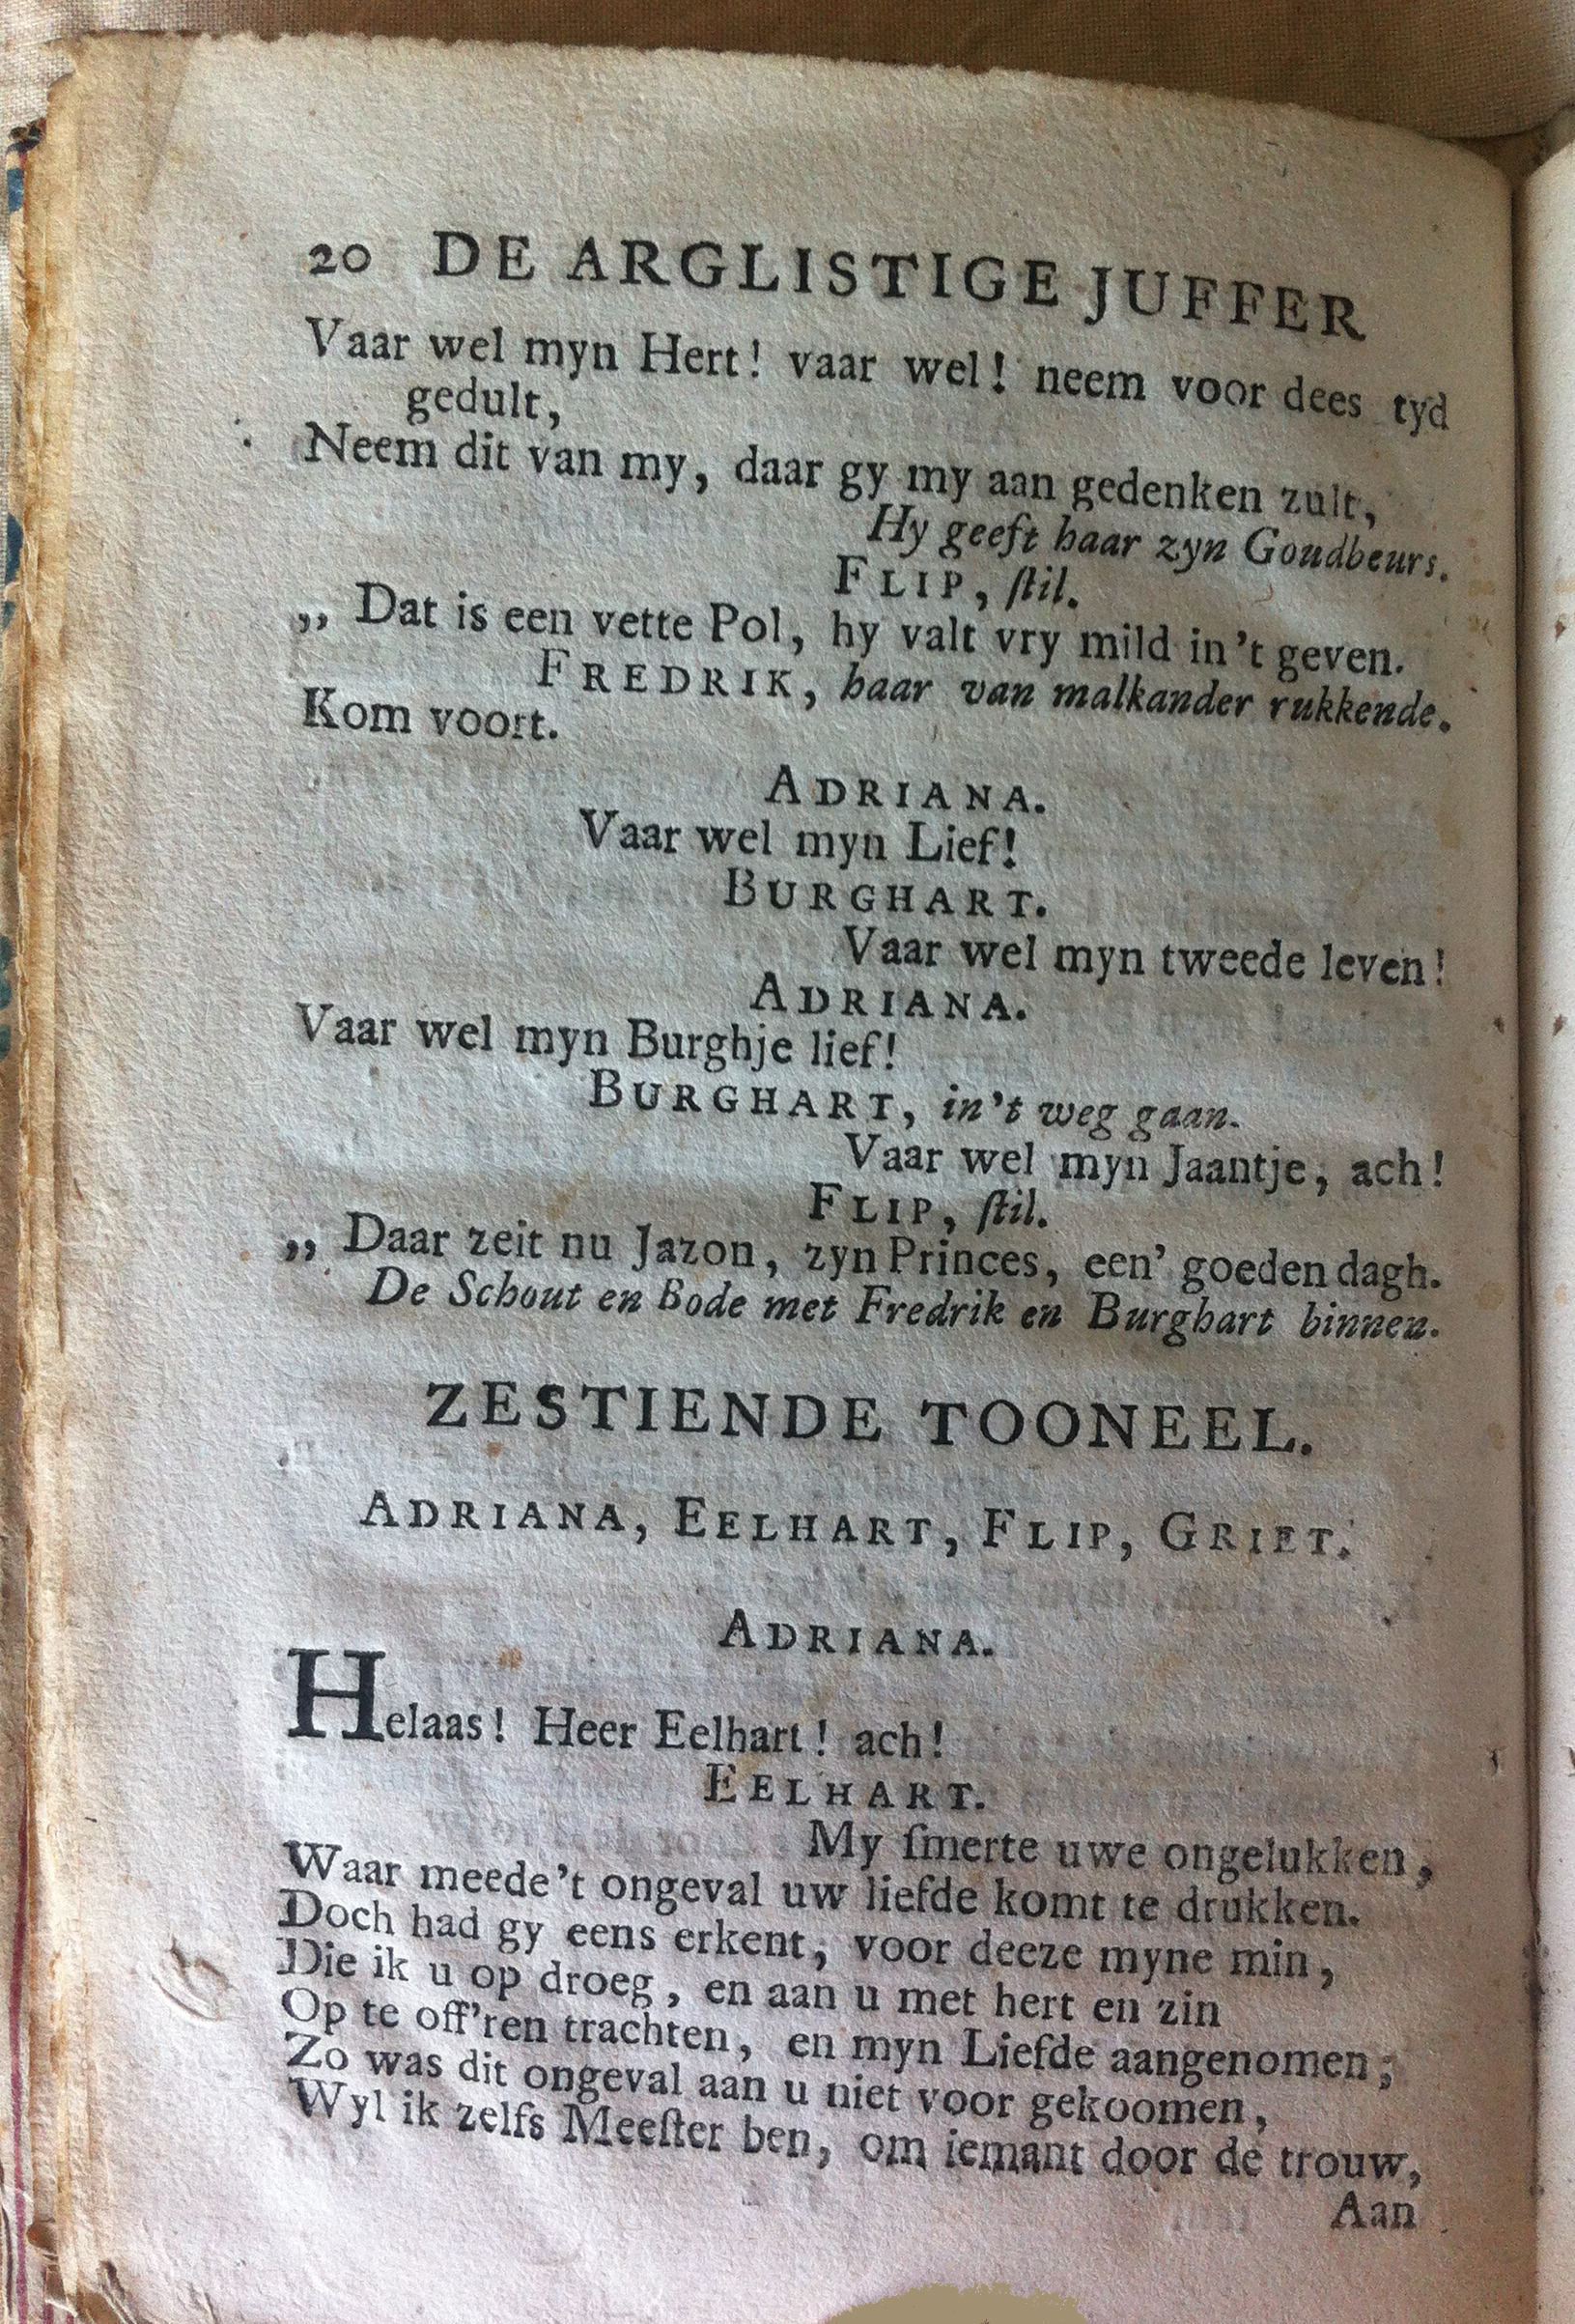 20 DE ARGLISTIGE JUFFER
Vaar wel myn Hert! vaar wel! neem voor dees tyd
gedult,
Neem dit van my, daar gy my aan gedenken zult,
Hy geeft haar zyn Goudbeurs.
FLIP, ſtil.
„ Dat is een vette Pol, hy valt vry mild in't geven.
FREDRIK, haar van malkander rukkende.
Kom voort.
ADRIANA.
Vaar wel myn Lief!
BURGHART.
Vaar wel myn tweede leven!
ADRIANA.
Vaar wel myn Burghje lief!
BURGHART, in't weg gaan.
Vaar wel myn Jaantje, ach!
FLIP, ſtil.
„ Daar zeit nu Jazon, zyn Princes, een' goeden dagh.
De Schout en Bode met Fredrik en Burghart binnen.
ZESTIENDE TOONEEL.
ADRIANA, EELHART, FLIP, GRIET.
ADRIANA.
Helaas! Heer Eelhart! ach!
EELHART.
My ſmerte uwe ongelukken,
Waar meede't ongeval uw liefde komt te drukken.
Doch had gy eens erkent, voor deeze myne min,
Die ik u op droeg, en aan u met hert en zin
Op te off'ren trachten, en myn Liefde aangenomen;
Zo was dit ongeval aan u niet voor gekoomen,
Wyl ik zelfs Meeſter ben, om iemant door de trouw,
Aan